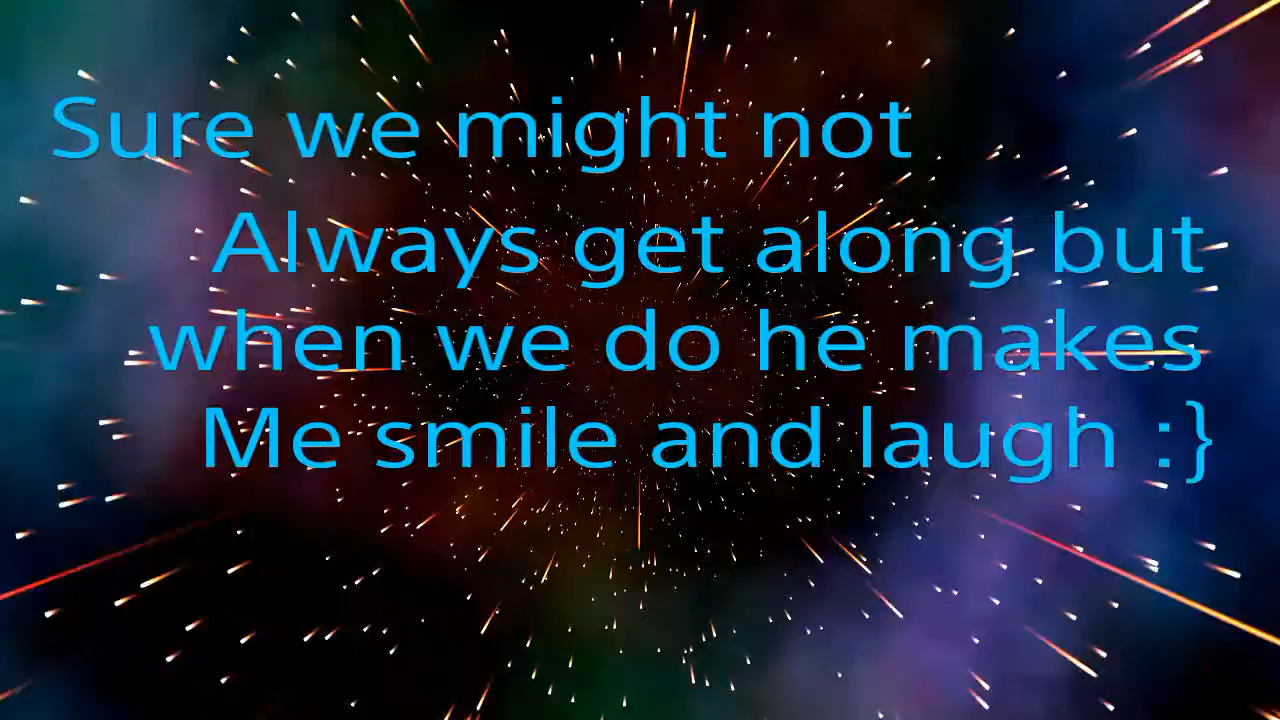 Sure we might not
Always get along but
when we do he makes
Me smile and laugh :}